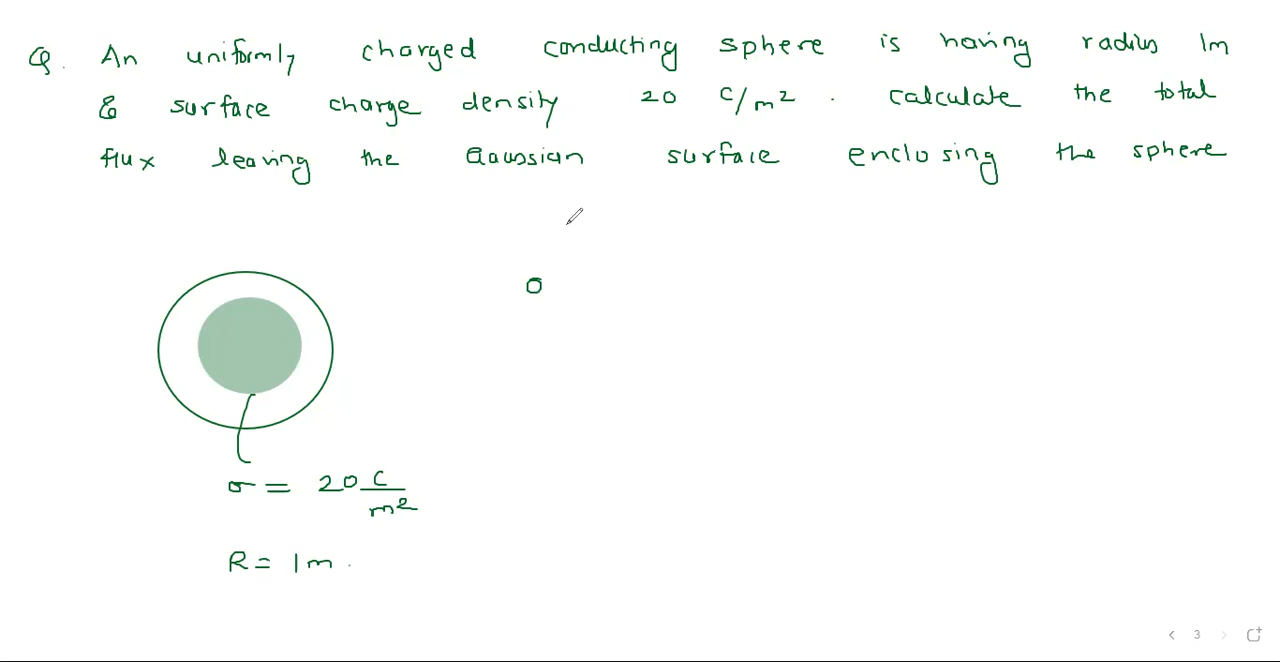 Q. An uniformly charged conducting sphere is having radius 1m
& surface charge density 20 C/m2. calculate the total
flux leaving the Gaussian surface enclosing the sphere
σ
σ = 20 C/m2
R = 1m.
3